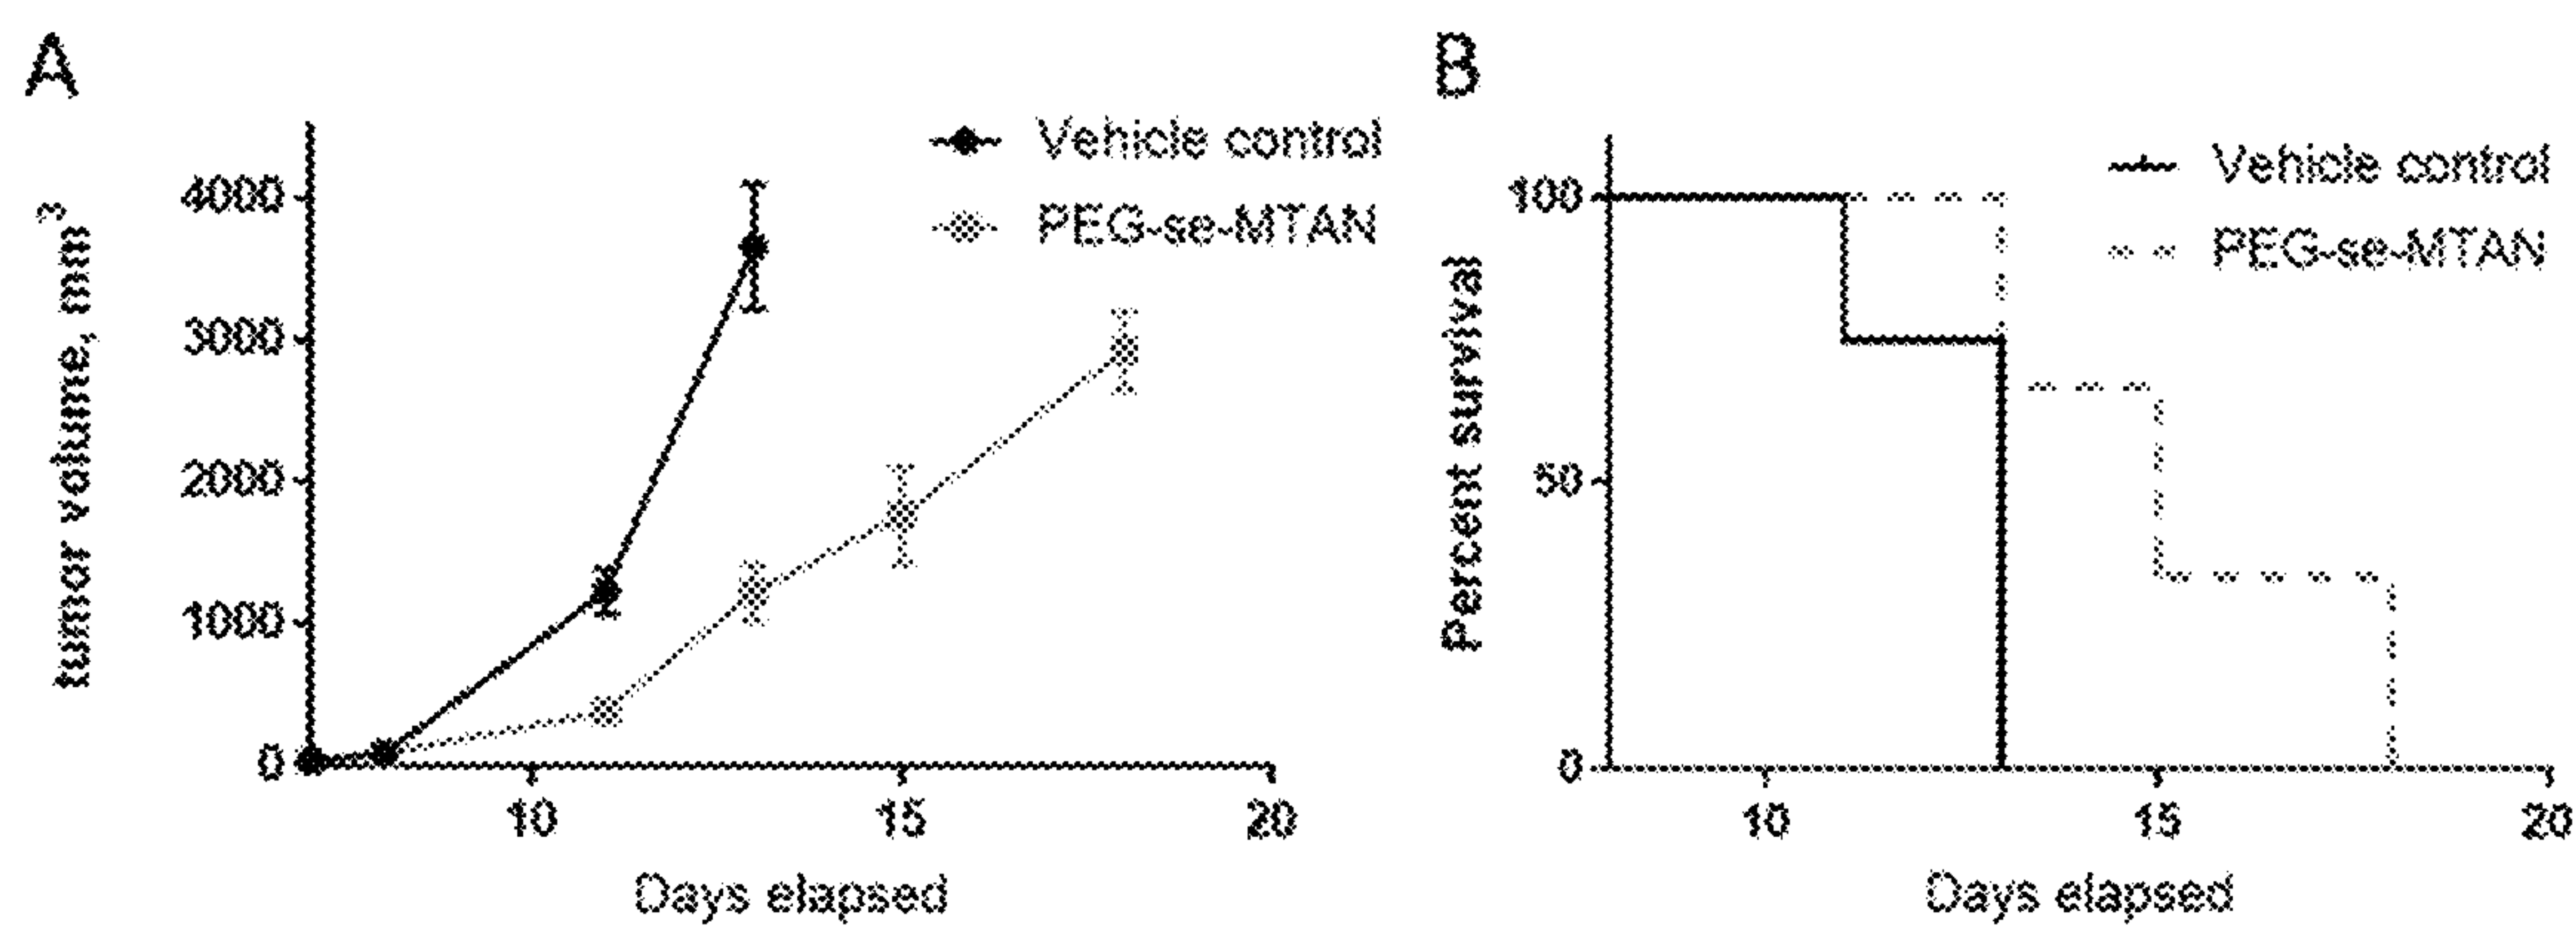 A
Vehicle control
PEG-se-MTAN
tumor volume, mm³
4000
3000
2000
1000
0
10 15 20
Days elapsed
B
Vehicle control
PEG-se-MTAN
Percent survival
100
50
0
10 15 20
Days elapsed